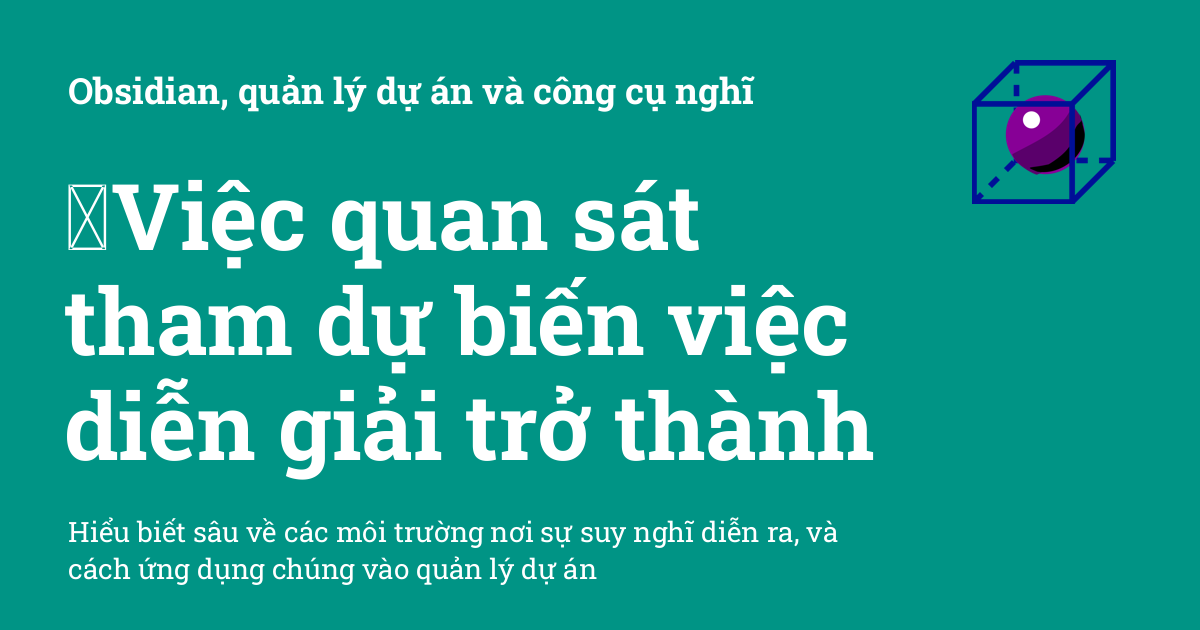 Obsidian, quản lý dự án và công cụ nghĩ
Việc quan sát
tham dự biến việc
diễn giải trở thành
Hiểu biết sâu về các môi trường nơi sự suy nghĩ diễn ra, và
cách ứng dụng chúng vào quản lý dự án